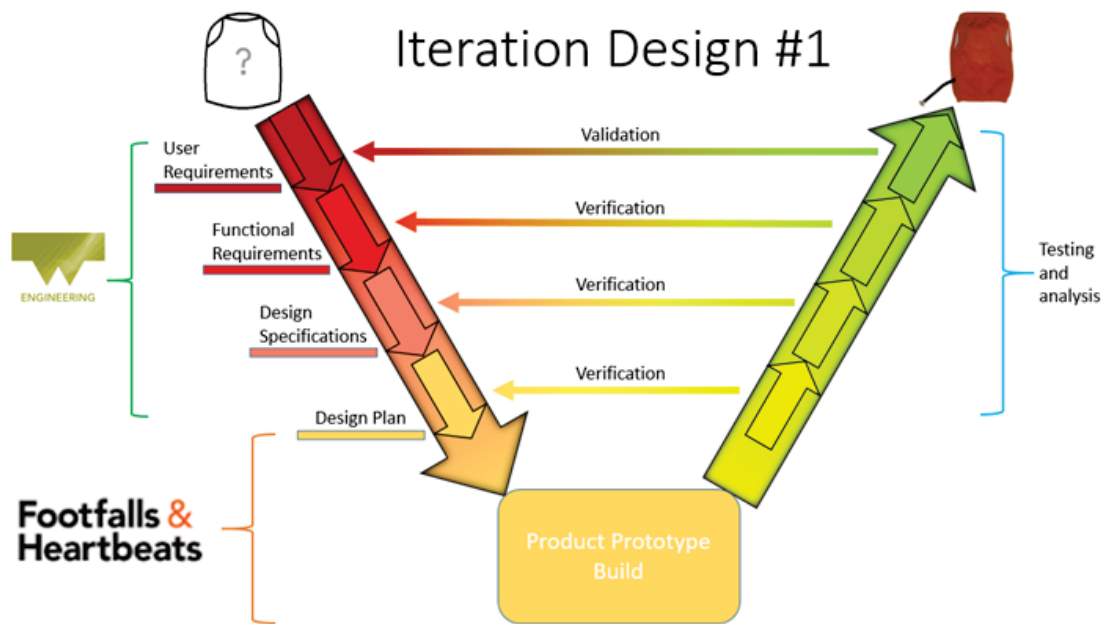 Iteration Design #1
?
User
Requirements
Validation
Functional
Requirements
Verification
ENGINEERING
Design
Specifications
Verification
Testing
and
analysis
Verification
Design Plan
Footfalls &
Heartbeats
Product Prototype
Build